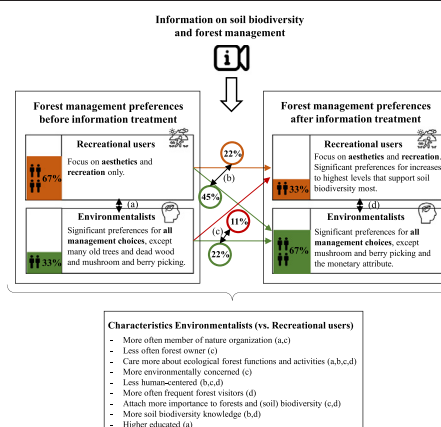 Information on soil biodiversity
and forest management
Forest management preferences
before information treatment
Recreational users
Focus on aesthetics and
recreation only.
67%
(a)
Environmentalists
Significant preferences for all
management choices, except
many old trees and dead wood
and mushroom and berry picking.
33%
22%
(b)
45%
11%
(c)
22%
Forest management preferences
after information treatment
Recreational users
Focus on aesthetics and recreation.
Significant preferences for increases
to highest levels that support soil
biodiversity most.
33%
(d)
Environmentalists
Significant preferences for all
management choices, except
mushroom and berry picking and
the monetary attribute.
67%
Characteristics Environmentalists (vs. Recreational users)
- More often member of nature organization (a,c)
- Less often forest owner (c)
- Care more about ecological forest functions and activities (a,b,c,d)
- More environmentally concerned (c)
- Less human-centered (b,c,d)
- More often frequent forest visitors (d)
- Attach more importance to forests and (soil) biodiversity (c,d)
- More soil biodiversity knowledge (b,d)
- Higher educated (a)